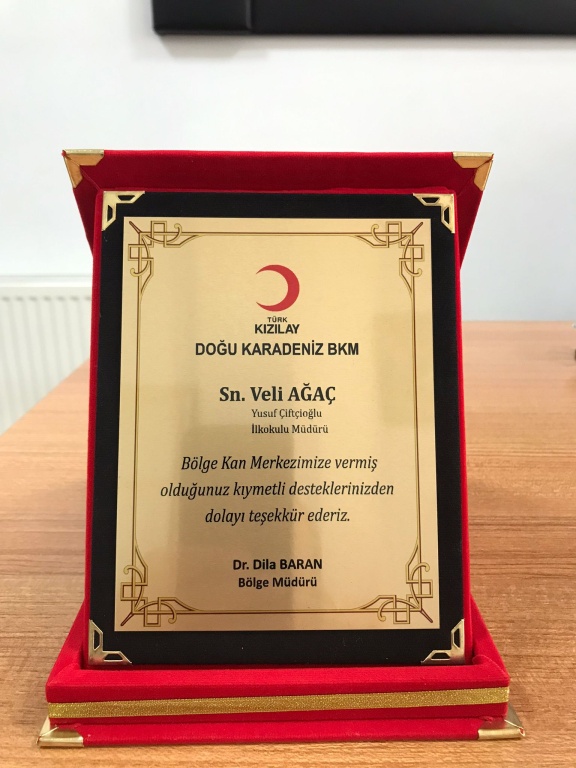 TÜRK
KIZILAY
DOĞU KARADENİZ BKM
Sn. Veli AĞAÇ
Yusuf Çiftçioğlu
İlkokulu Müdürü
Bölge Kan Merkezimize vermiş
olduğunuz kıymetli desteklerinizden
dolayı teşekkür ederiz.
Dr. Dila BARAN
Bölge Müdürü